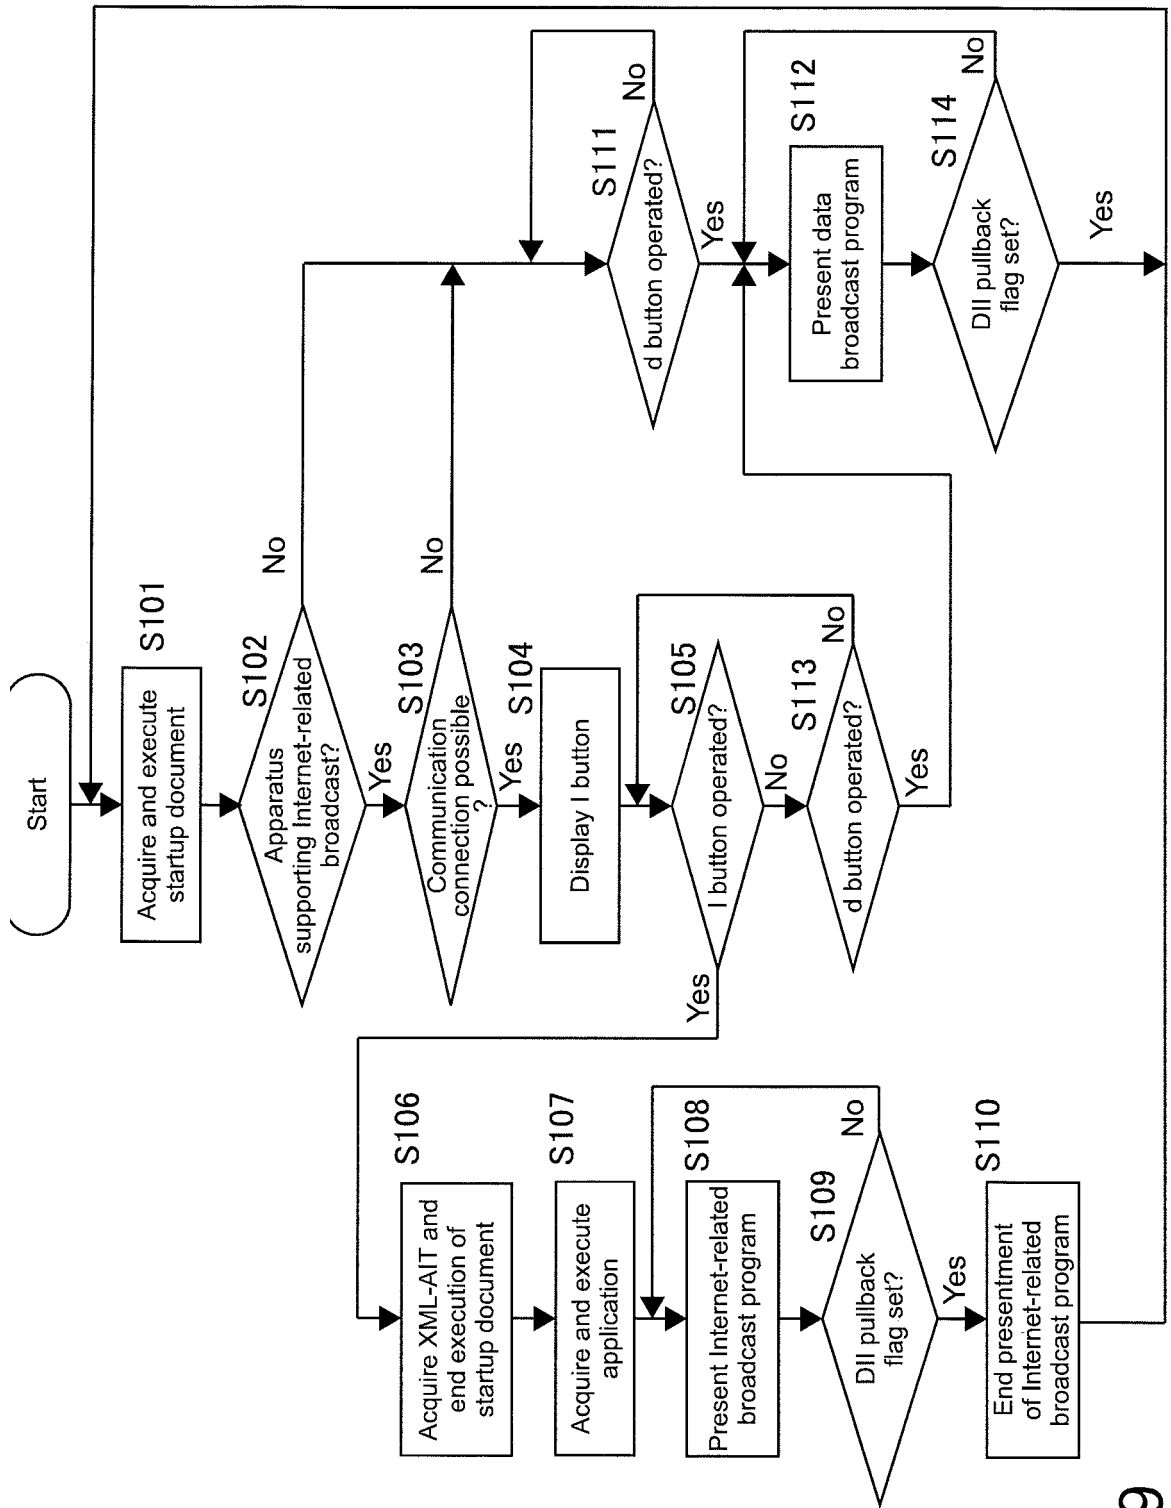 Start
S101
Acquire and execute
startup document
S102
Apparatus
supporting Internet-related
broadcast?
No
Yes
S103
Communication
connection possible
?
No
Yes
S104
Display I button
S105
I button operated?
Yes
No
S113
d button operated?
No
Yes
S106
Acquire XML-AIT and
end execution of
startup document
S107
Acquire and execute
application
S108
Present Internet-related
broadcast program
S109
DII pullback
flag set?
No
Yes
S110
End presentment
of Internet-related
broadcast program
S111
d button operated?
No
Yes
S112
Present data
broadcast program
S114
DII pullback
flag set?
No
Yes
9